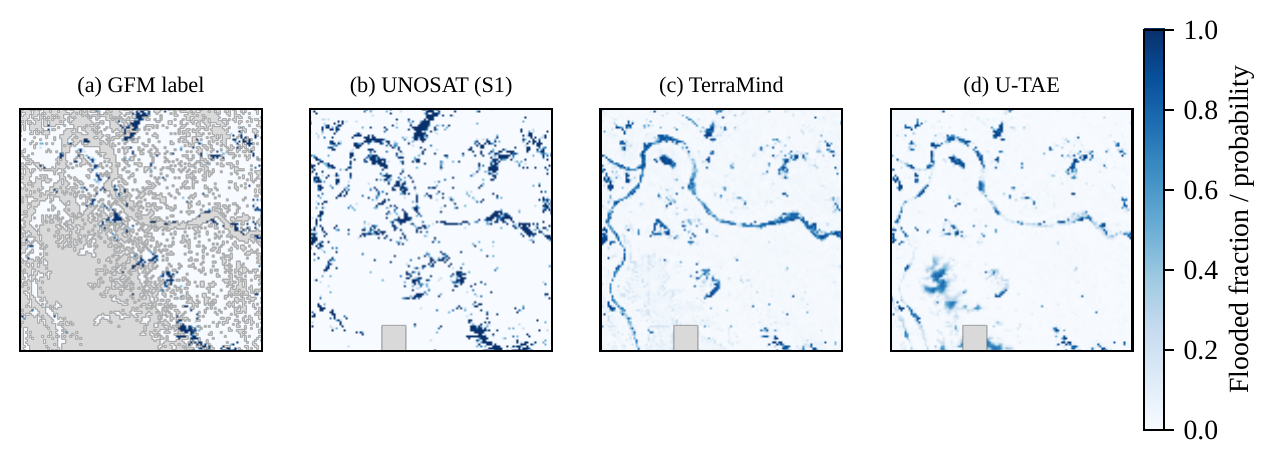 (a) GFM label
(b) UNOSAT (S1)
(c) TerraMind
(d) U-TAE
1.0
0.8
0.6
0.4
0.2
0.0
Flooded fraction / probability